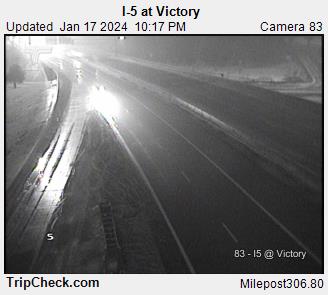 I-5 at Victory
Updated Jan 17 2024 10:17 PM Camera 83
S
83 - I5 @ Victory
TripCheck.com Milepost306.80